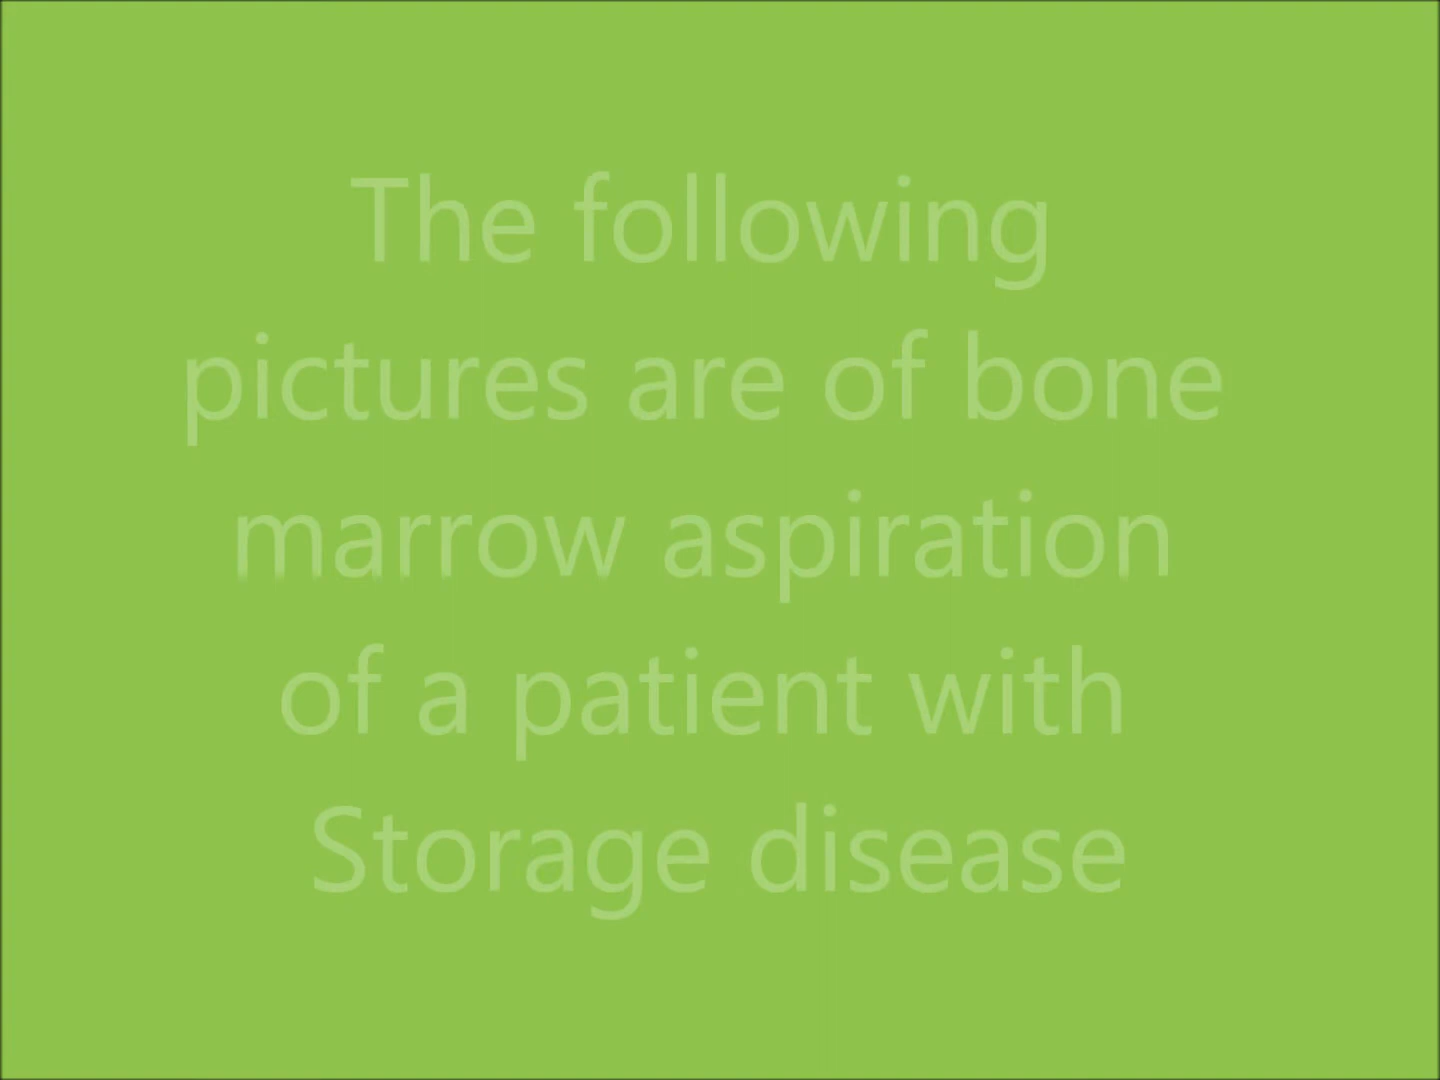 The following
pictures are of bone
marrow aspiration
of a patient with
Storage disease